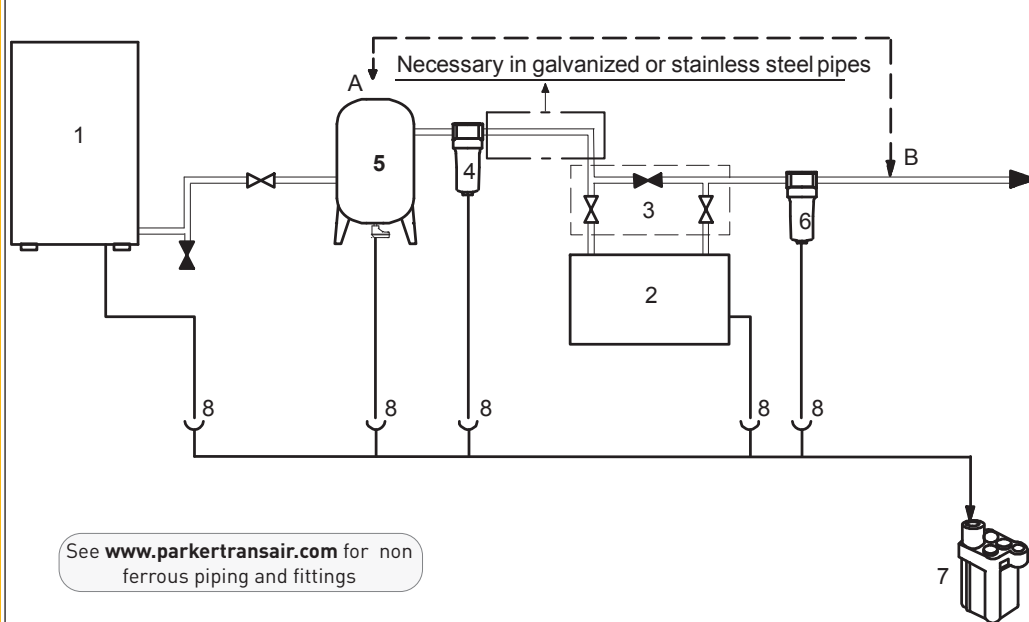 Necessary in galvanized or stainless steel pipes
A
1
5
4
B
3
6
2
8
8
8
8
8
See www.parkertransair.com for non
ferrous piping and fittings
7